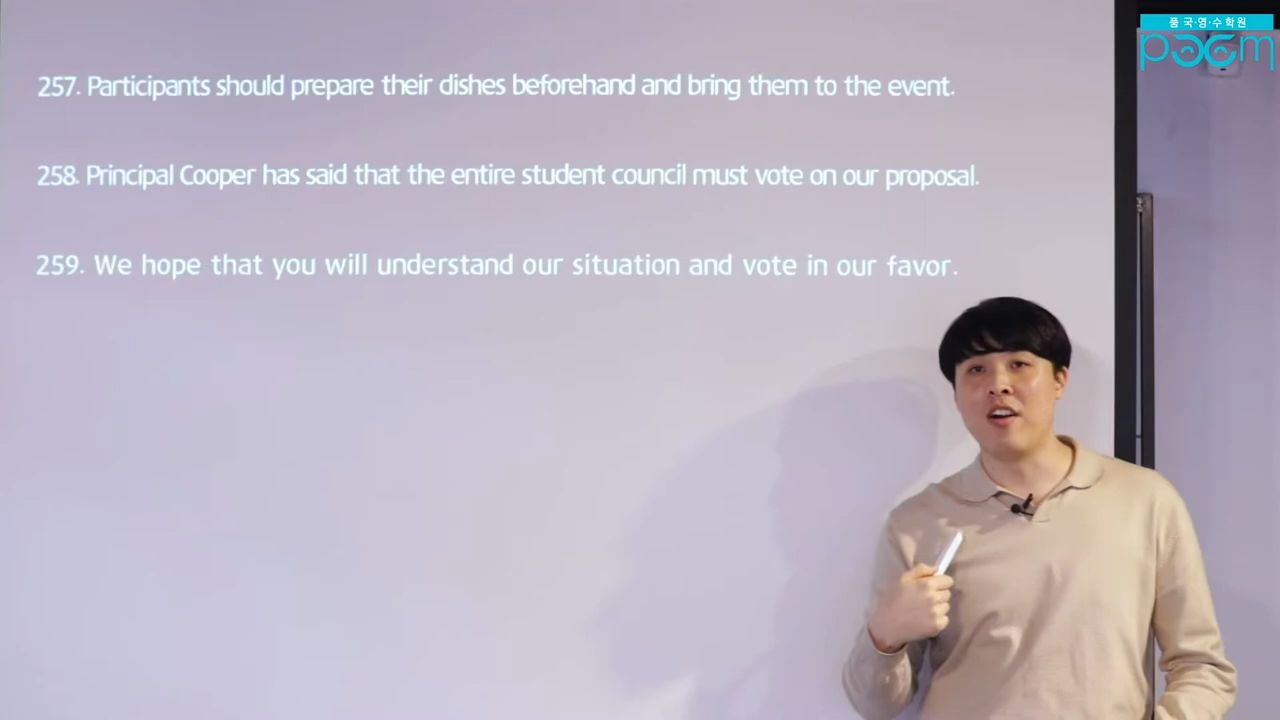 품 국·영·수 학원
poem
257. Participants should prepare their dishes beforehand and bring them to the event.
258. Principal Cooper has said that the entire student council must vote on our proposal.
259. We hope that you will understand our situation and vote in our favor.